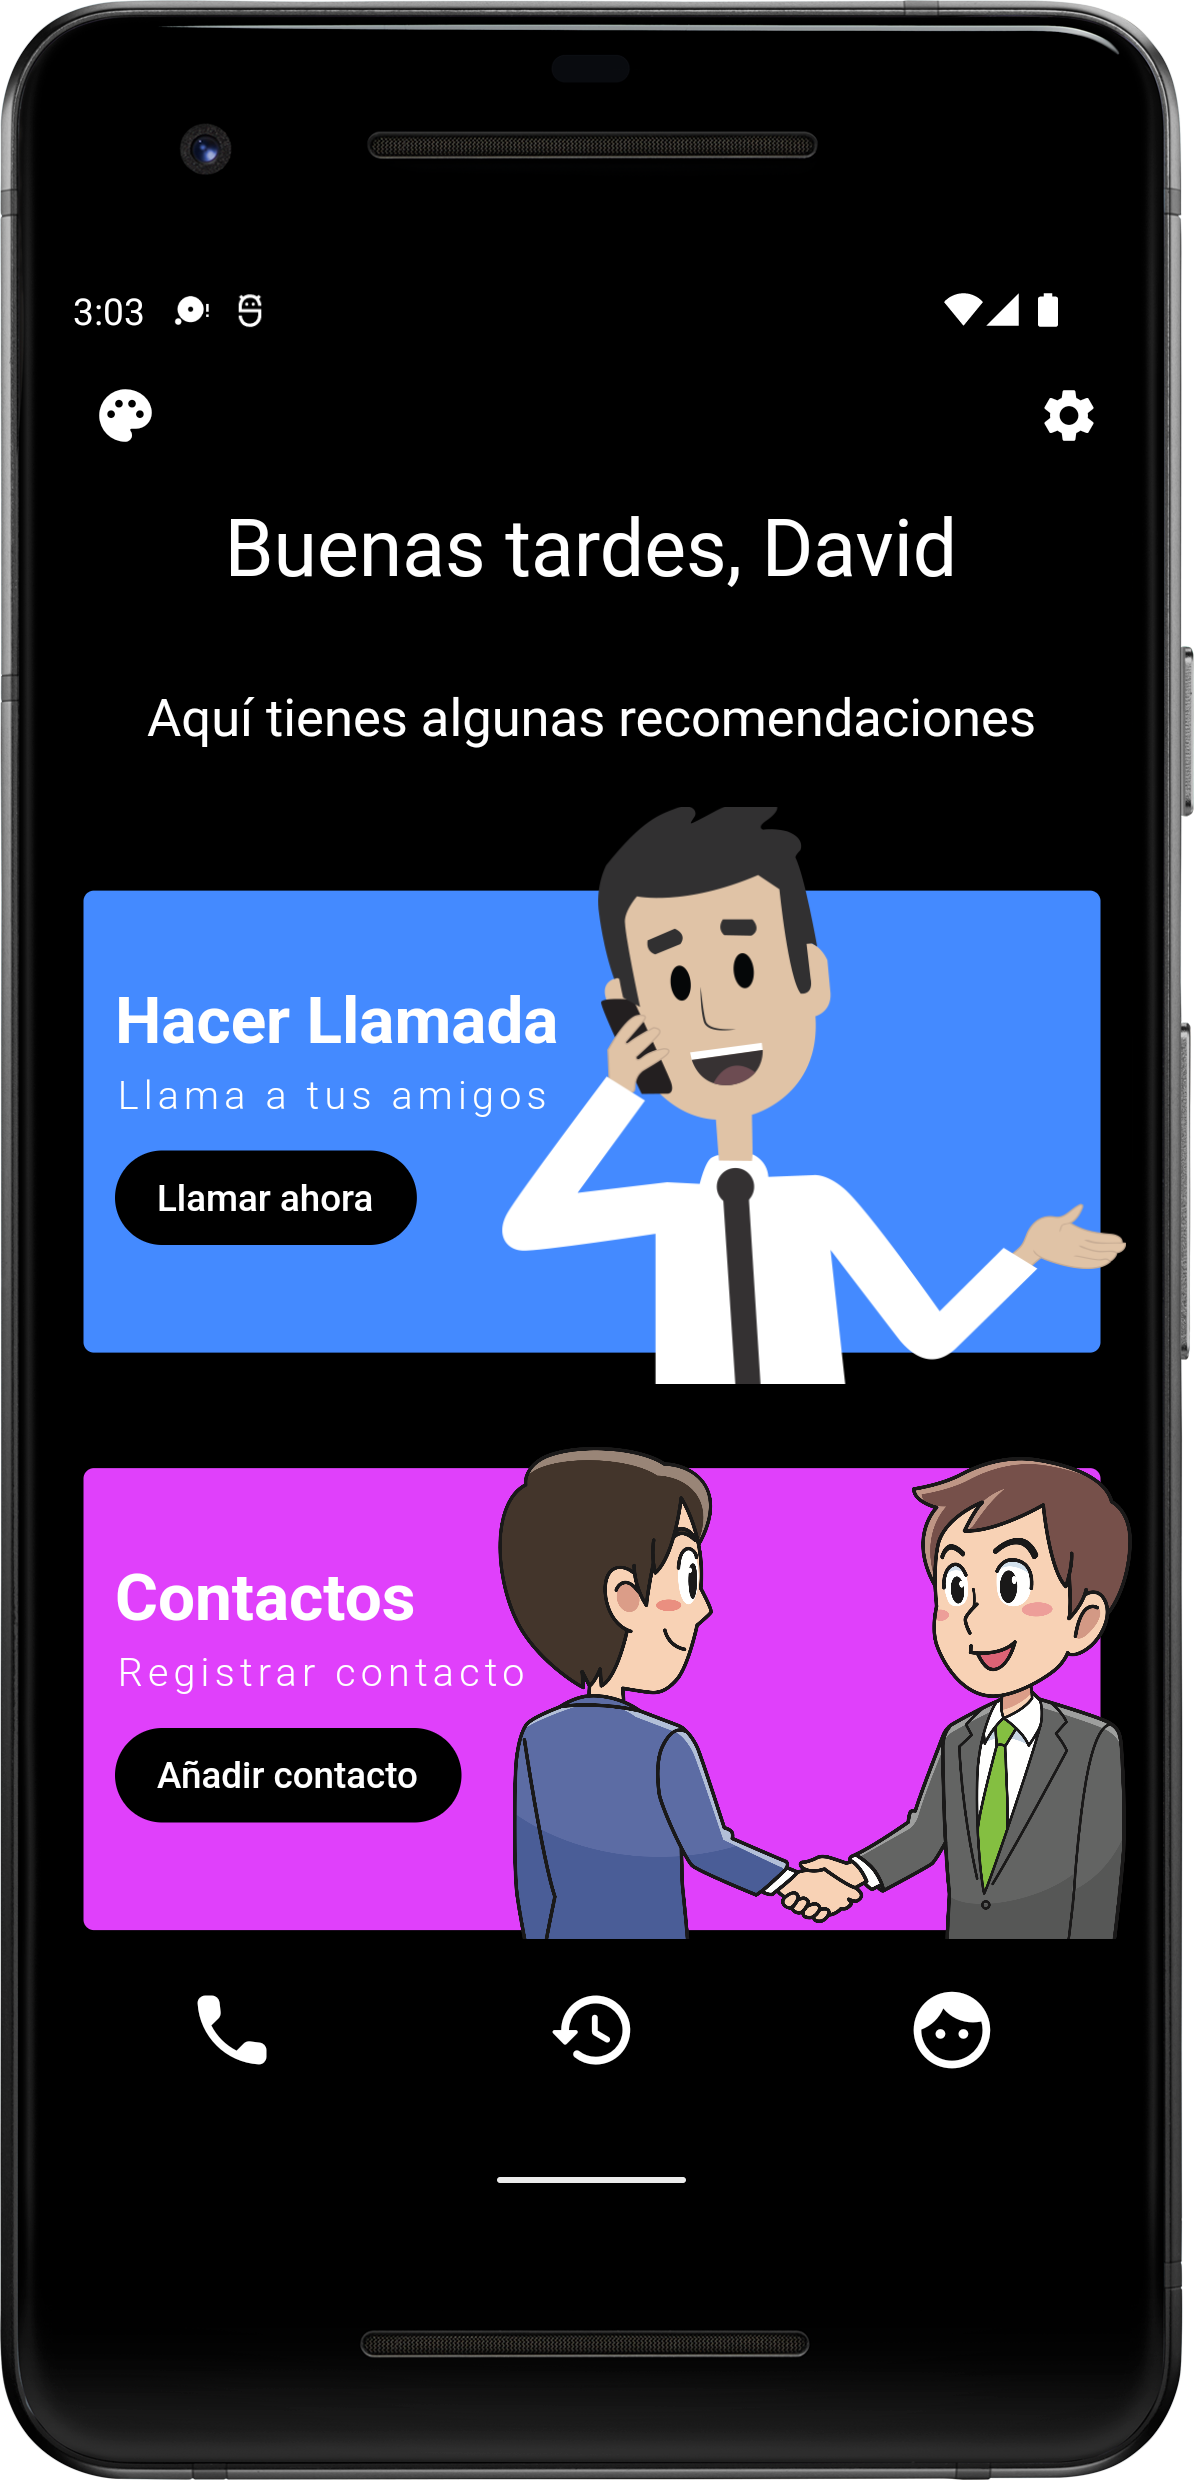 3:03
Buenas tardes, David
Aquí tienes algunas recomendaciones
Hacer Llamada
Llama a tus amigos
Llamar ahora
Contactos
Registrar contacto
Añadir contacto